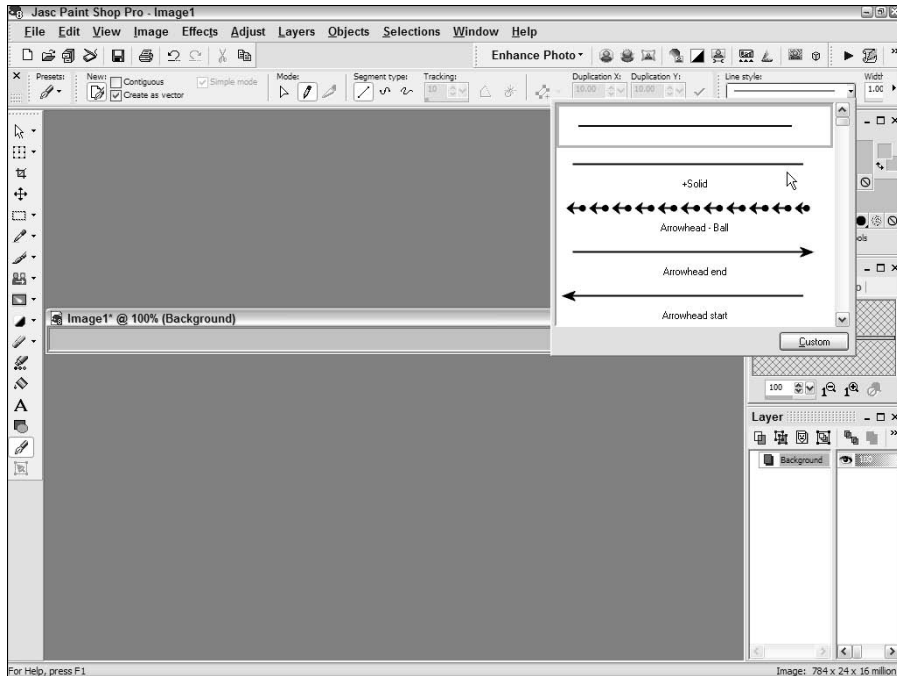 Jasc Paint Shop Pro - Image1
File Edit View Image Effects Adjust Layers Objects Selections Window Help
Enhance Photo
Presets: New: Contiguous Simple mode Mode: Segment type: Tracking: Duplication X: Duplication Y: Line style: Width
Create as vector 10 10.00 10.00 1.00
+Solid
Arrowhead - Ball
Arrowhead end
Arrowhead start
Custom
Image1* @ 100% (Background)
100
Layer
Background 100
For Help, press F1 Image: 784 x 24 x 16 million